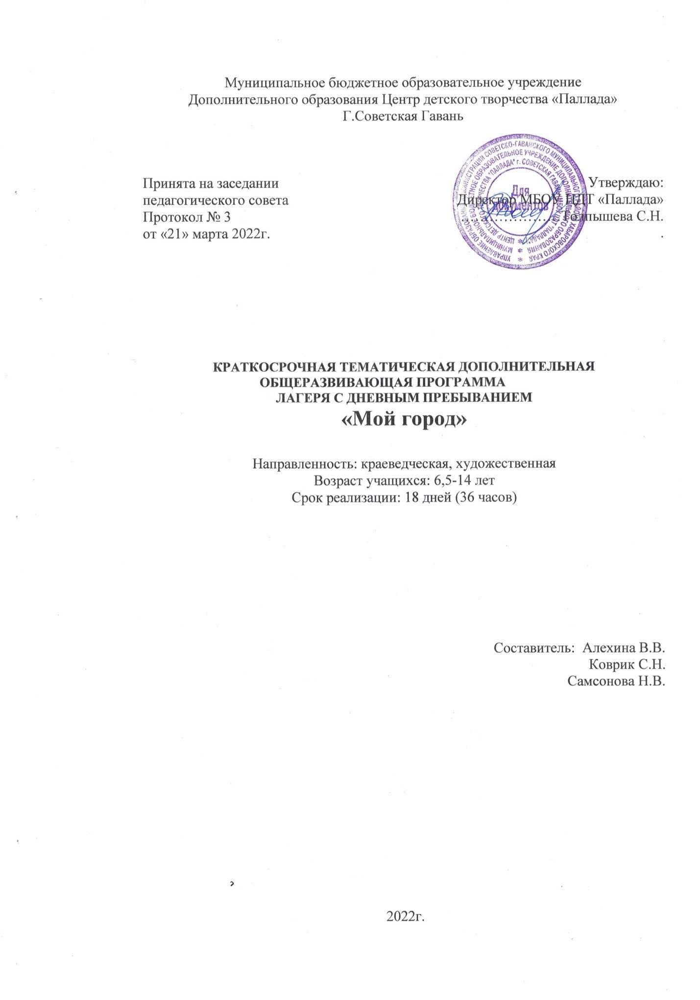 Муниципальное бюджетное образовательное учреждение
Дополнительного образования Центр детского творчества «Паллада»
Г.Советская Гавань
Принята на заседании
педагогического совета
Протокол № 3
от «21» марта 2022г.
Утверждаю:
Директор МБОУ ЦДТ «Паллада»
Толпышева С.Н.
.
УПРАВЛЕНИЕ ОБРАЗОВАНИЯ АДМИНИСТРАЦИИ СОВЕТСКО-ГАВАНСКОГО МУНИЦИПАЛЬНОГО РАЙОНА ХАБАРОВСКОГО КРАЯ
МУНИЦИПАЛЬНОЕ БЮДЖЕТНОЕ ОБРАЗОВАТЕЛЬНОЕ УЧРЕЖДЕНИЕ ДОПОЛНИТЕЛЬНОГО ОБРАЗОВАНИЯ
ЦЕНТР ДЕТСКОГО ТВОРЧЕСТВА "ПАЛЛАДА" г. СОВЕТСКАЯ ГАВАНЬ (МБОУ ЦДТ "ПАЛЛАДА")
Для
документов
КРАТКОСРОЧНАЯ ТЕМАТИЧЕСКАЯ ДОПОЛНИТЕЛЬНАЯ
ОБЩЕРАЗВИВАЮЩАЯ ПРОГРАММА
ЛАГЕРЯ С ДНЕВНЫМ ПРЕБЫВАНИЕМ
«Мой город»
Направленность: краеведческая, художественная
Возраст учащихся: 6,5-14 лет
Срок реализации: 18 дней (36 часов)
Составитель: Алехина В.В.
Коврик С.Н.
Самсонова Н.В.
2022г.